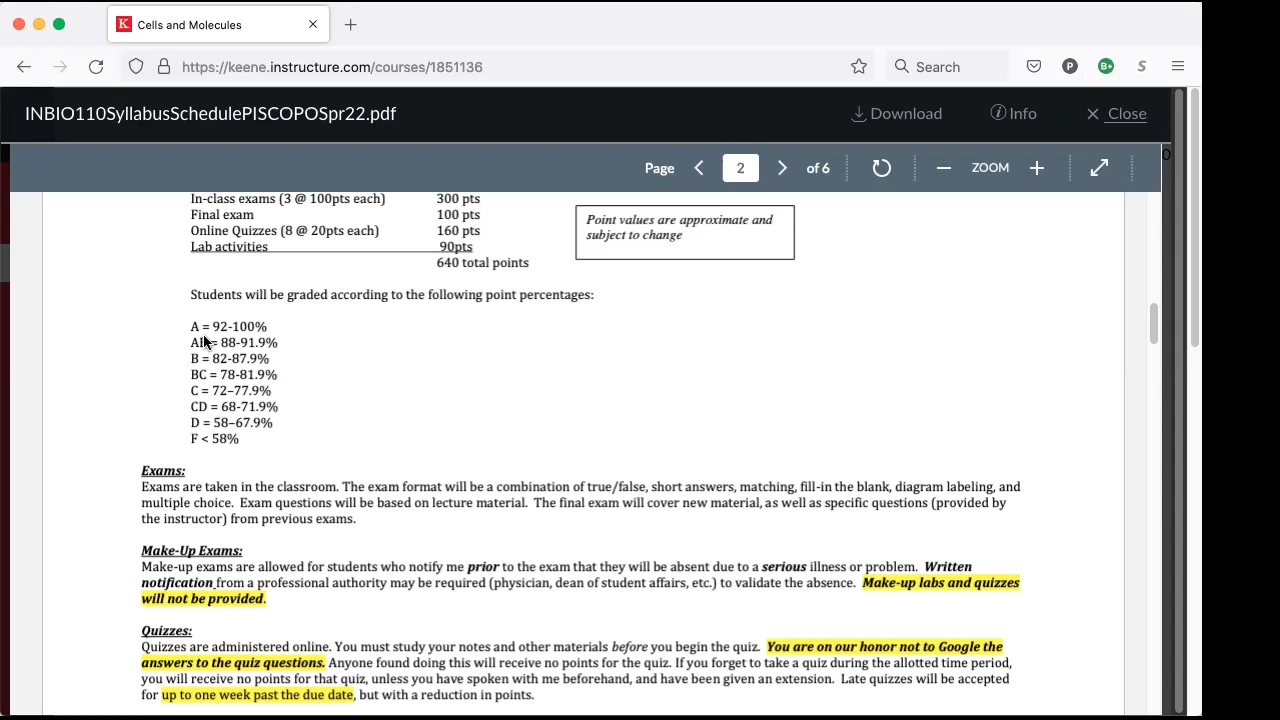 Cells and Molecules
https://keene.instructure.com/courses/1851136
Search
INBIO110SyllabusSchedulePISCOPOSpr22.pdf
Download
Info
Close
Page
2
of 6
ZOOM
In-class exams (3 @ 100pts each) 300 pts
Final exam 100 pts
Online Quizzes (8 @ 20pts each) 160 pts
Lab activities 90pts
640 total points
Point values are approximate and
subject to change
Students will be graded according to the following point percentages:
A = 92-100%
AB = 88-91.9%
B = 82-87.9%
BC = 78-81.9%
C = 72–77.9%
CD = 68-71.9%
D = 58–67.9%
F < 58%
Exams:
Exams are taken in the classroom. The exam format will be a combination of true/false, short answers, matching, fill-in the blank, diagram labeling, and
multiple choice. Exam questions will be based on lecture material. The final exam will cover new material, as well as specific questions (provided by
the instructor) from previous exams.
Make-Up Exams:
Make-up exams are allowed for students who notify me prior to the exam that they will be absent due to a serious illness or problem. Written
notification from a professional authority may be required (physician, dean of student affairs, etc.) to validate the absence. Make-up labs and quizzes
will not be provided.
Quizzes:
Quizzes are administered online. You must study your notes and other materials before you begin the quiz. You are on our honor not to Google the
answers to the quiz questions. Anyone found doing this will receive no points for the quiz. If you forget to take a quiz during the allotted time period,
you will receive no points for that quiz, unless you have spoken with me beforehand, and have been given an extension. Late quizzes will be accepted
for up to one week past the due date, but with a reduction in points.